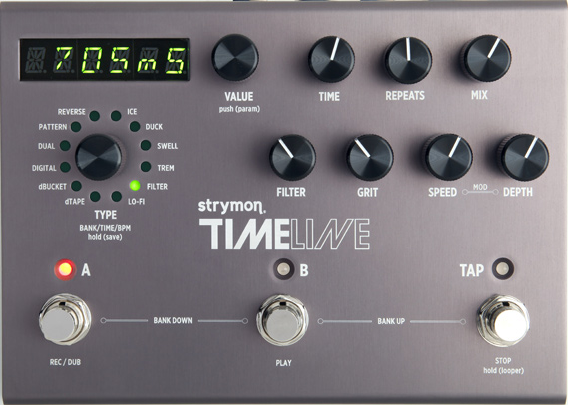 705mS
VALUE
push (param)
TIME
REPEATS
MIX
REVERSE
ICE
PATTERN
DUCK
DUAL
SWELL
DIGITAL
TREM
dBUCKET
FILTER
dTAPE
LO-FI
TYPE
BANK/TIME/BPM
hold (save)
FILTER
GRIT
SPEED
MOD
DEPTH
strymon.
TIMELINE
A
B
TAP
BANK DOWN
BANK UP
REC / DUB
PLAY
STOP
hold (looper)